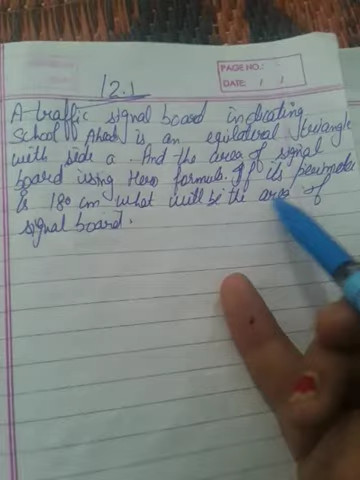 PAGE NO.:
DATE: / /
12.1
A traffic signal board indicating
School Ahead is an equilateral triangle
with side a. And the area of signal
board using Hero formula. If its perimeter
is 180 cm what will be the area of
signal board.